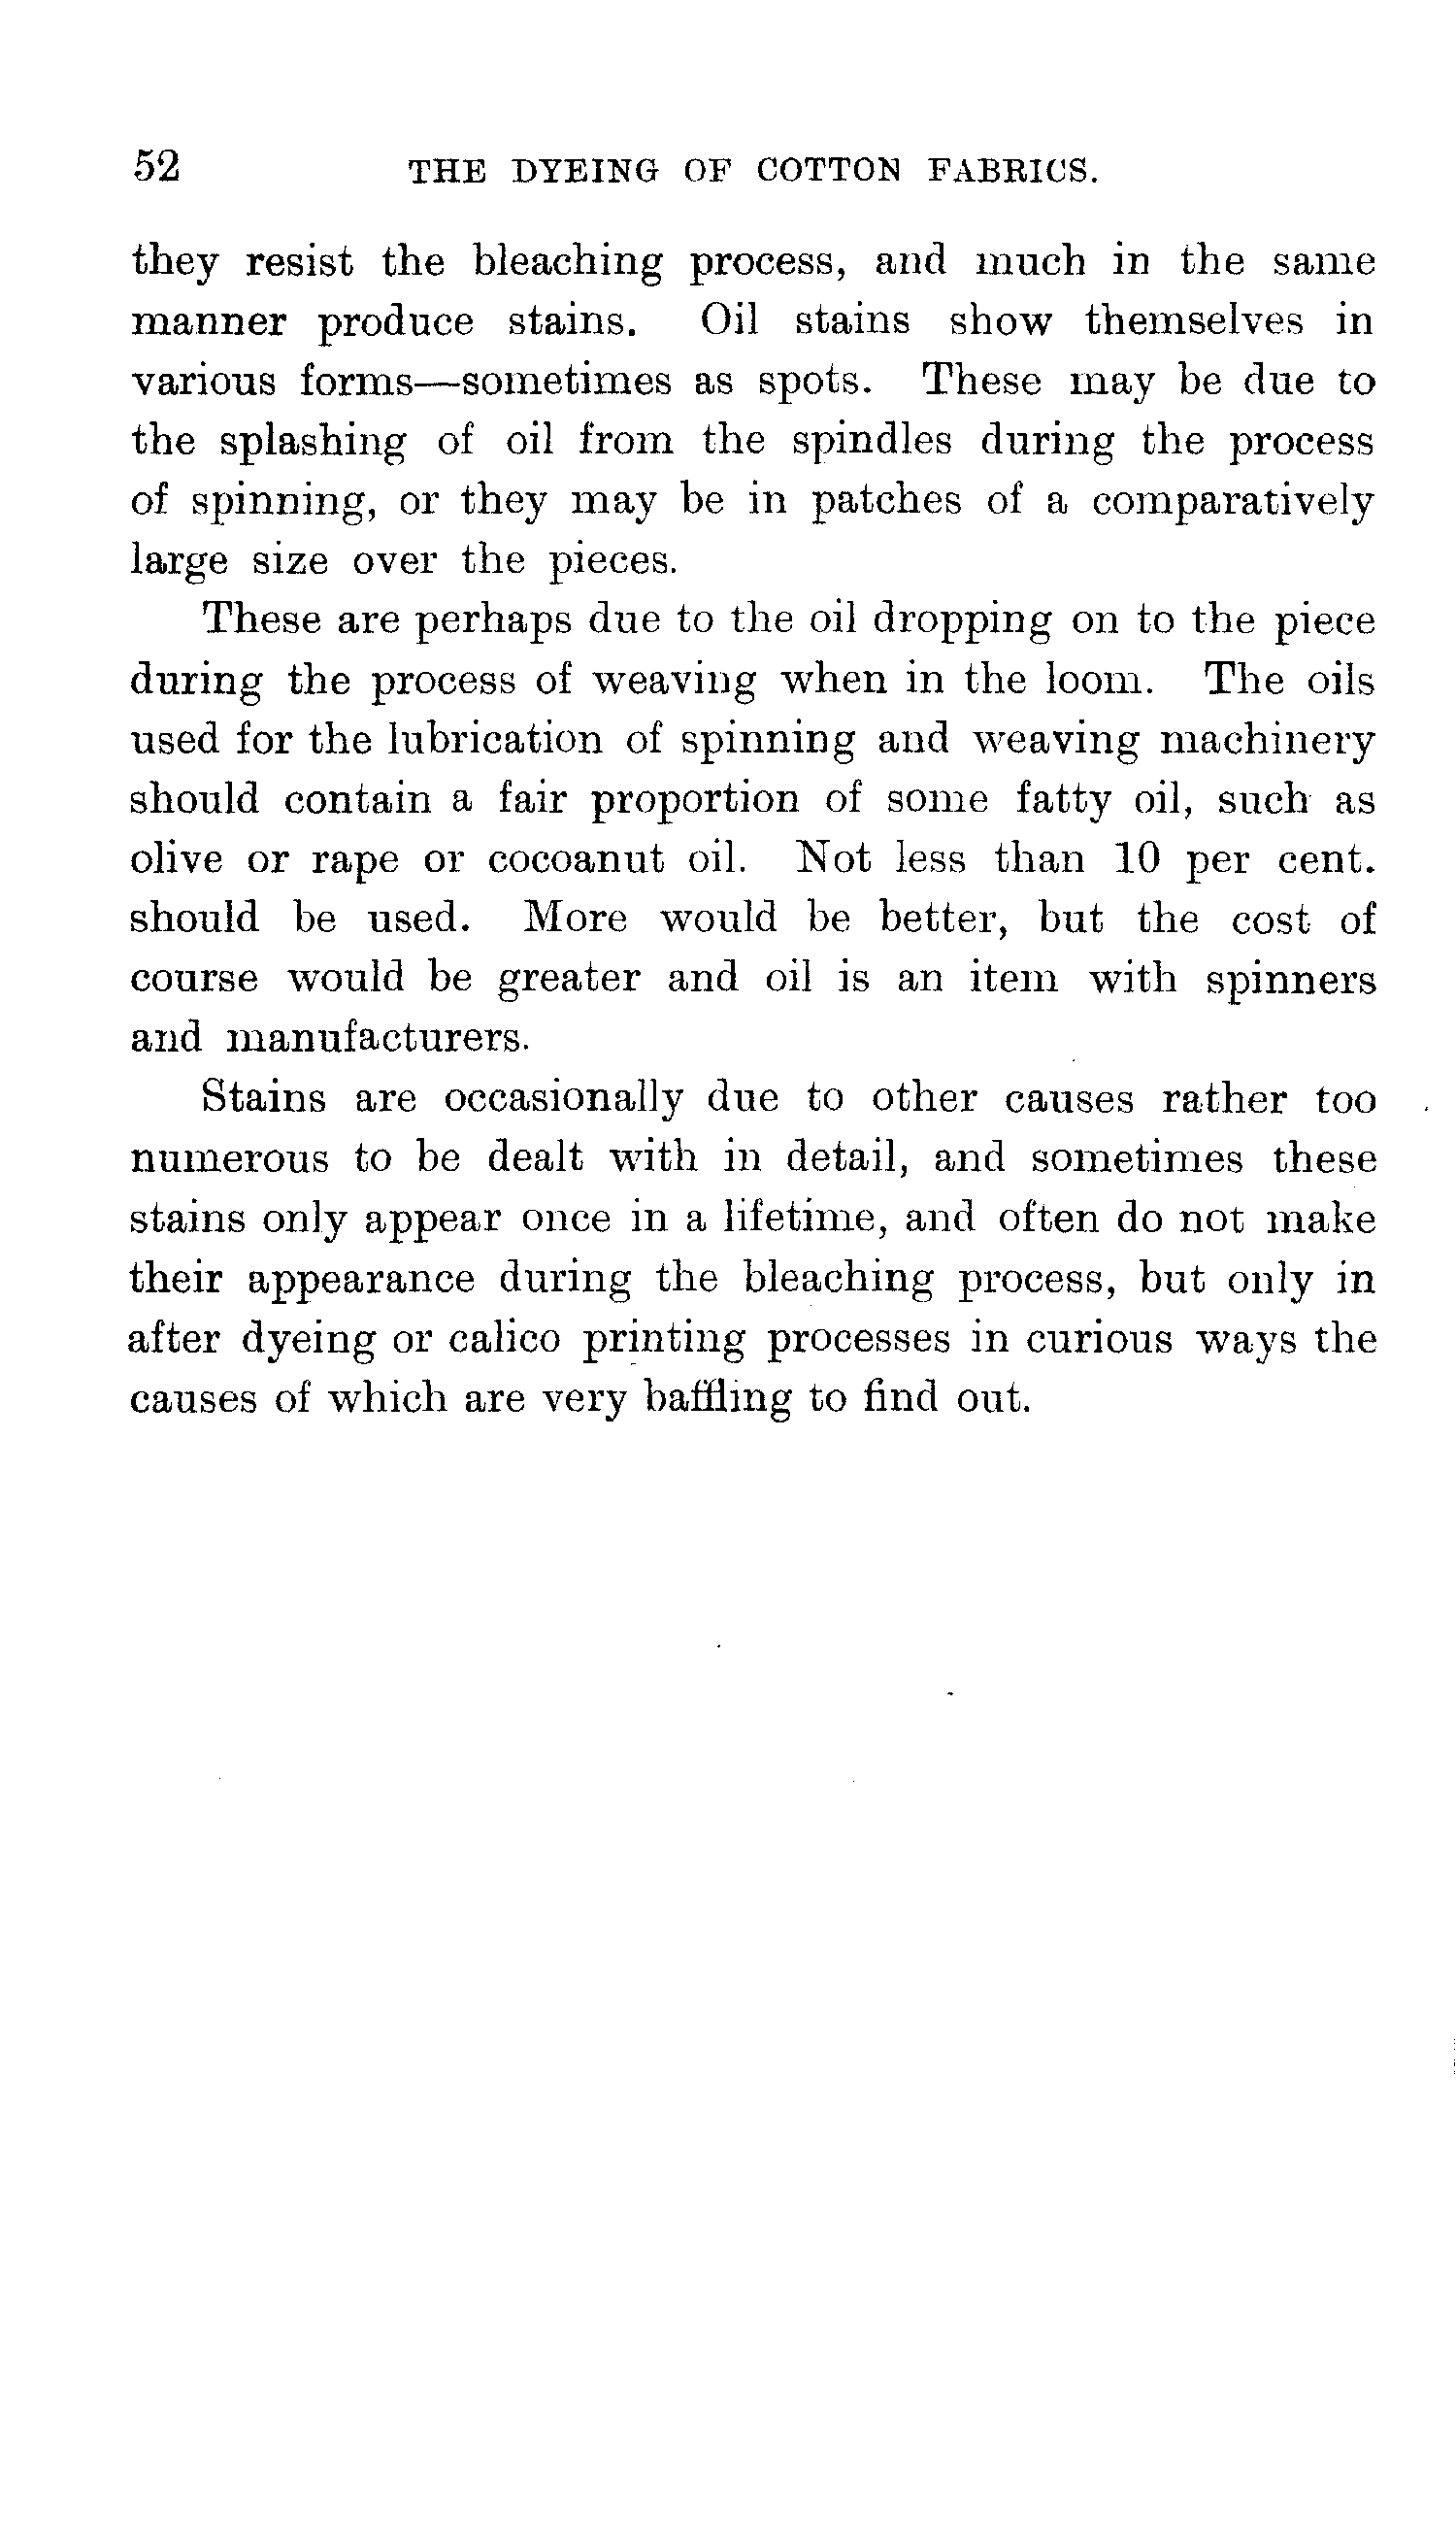 52 THE DYEING OF COTTON FABRICS.
they resist the bleaching process, and much in the same
manner produce stains. Oil stains show themselves in
various forms—sometimes as spots. These may be due to
the splashing of oil from the spindles during the process
of spinning, or they may be in patches of a comparatively
large size over the pieces.
These are perhaps due to the oil dropping on to the piece
during the process of weaving when in the loom. The oils
used for the lubrication of spinning and weaving machinery
should contain a fair proportion of some fatty oil, such as
olive or rape or cocoanut oil. Not less than 10 per cent.
should be used. More would be better, but the cost of
course would be greater and oil is an item with spinners
and manufacturers.
Stains are occasionally due to other causes rather too
numerous to be dealt with in detail, and sometimes these
stains only appear once in a lifetime, and often do not make
their appearance during the bleaching process, but only in
after dyeing or calico printing processes in curious ways the
causes of which are very baffling to find out.